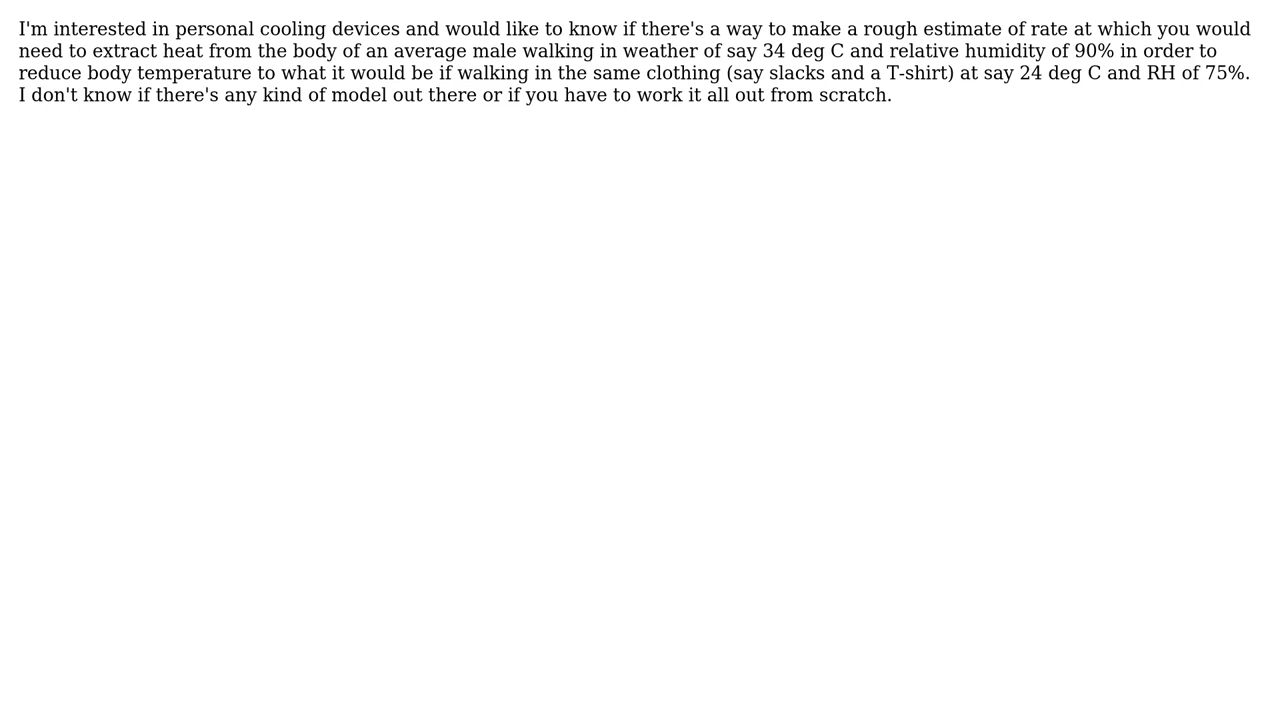 I'm interested in personal cooling devices and would like to know if there's a way to make a rough estimate of rate at which you would
need to extract heat from the body of an average male walking in weather of say 34 deg C and relative humidity of 90% in order to
reduce body temperature to what it would be if walking in the same clothing (say slacks and a T-shirt) at say 24 deg C and RH of 75%.
I don't know if there's any kind of model out there or if you have to work it all out from scratch.